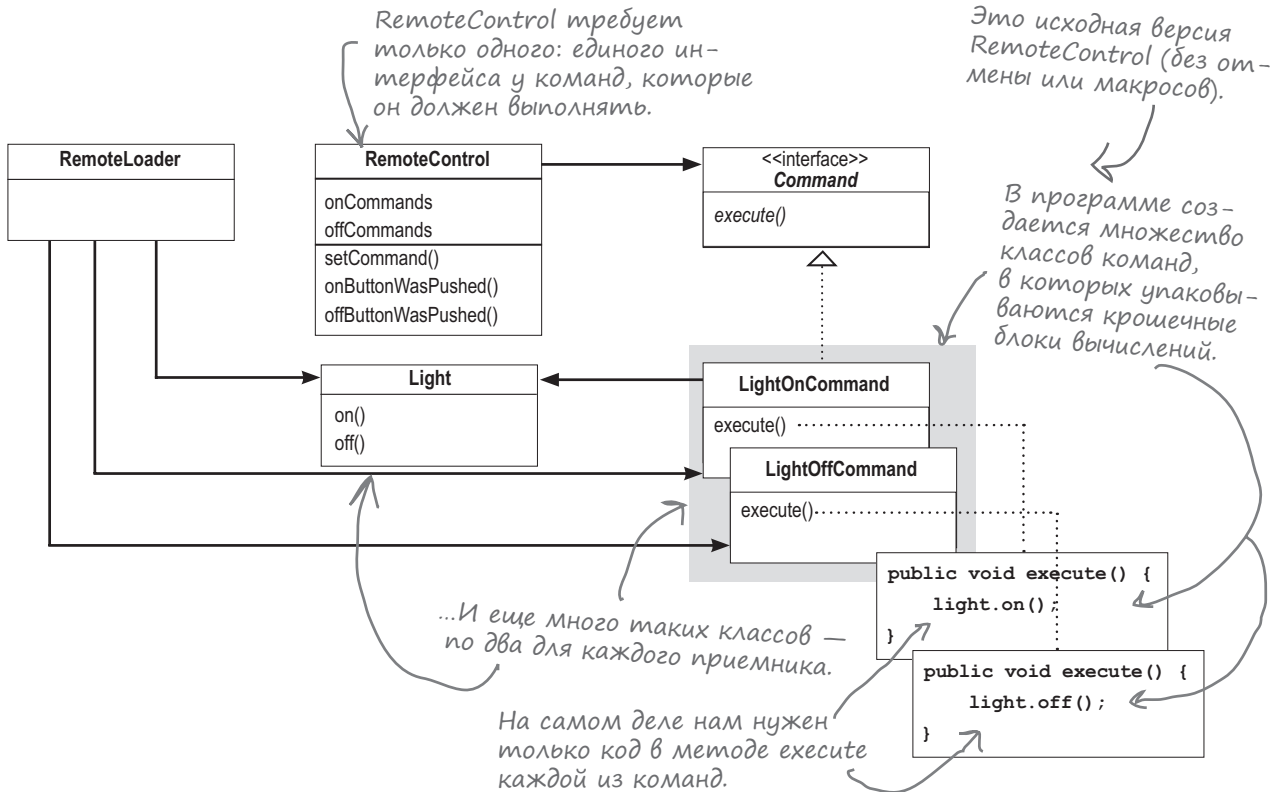 RemoteControl требует
только одного: единого ин-
терфейса у команд, которые
он должен выполнять.
Это исходная версия
RemoteControl (без от-
мены или макросов).
RemoteLoader
RemoteControl
onCommands
offCommands
setCommand()
onButtonWasPushed()
offButtonWasPushed()
<<interface>>
Command
execute()
В программе соз-
дается множество
классов команд,
в которых упаковы-
ваются крошечные
блоки вычислений.
Light
on()
off()
LightOnCommand
execute()
LightOffCommand
execute()
public void execute() {
light.on();
}
public void execute() {
light.off();
}
...И еще много таких классов —
по два для каждого приемника.
На самом деле нам нужен
только код в методе execute
каждой из команд.